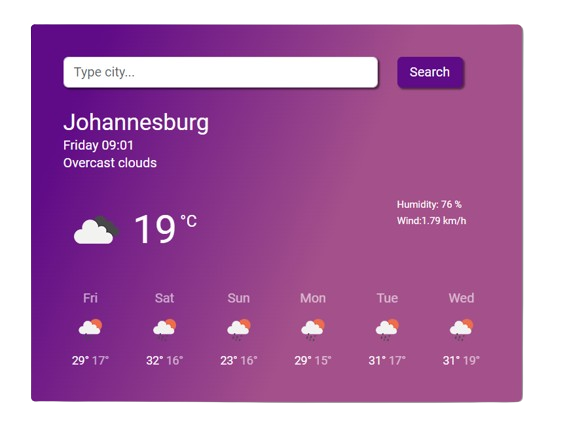 Type city...
Search
Johannesburg
Friday 09:01
Overcast clouds
19 °C
Humidity: 76 %
Wind:1.79 km/h
Fri Sat Sun Mon Tue Wed
29° 17° 32° 16° 23° 16° 29° 15° 31° 17° 31° 19°